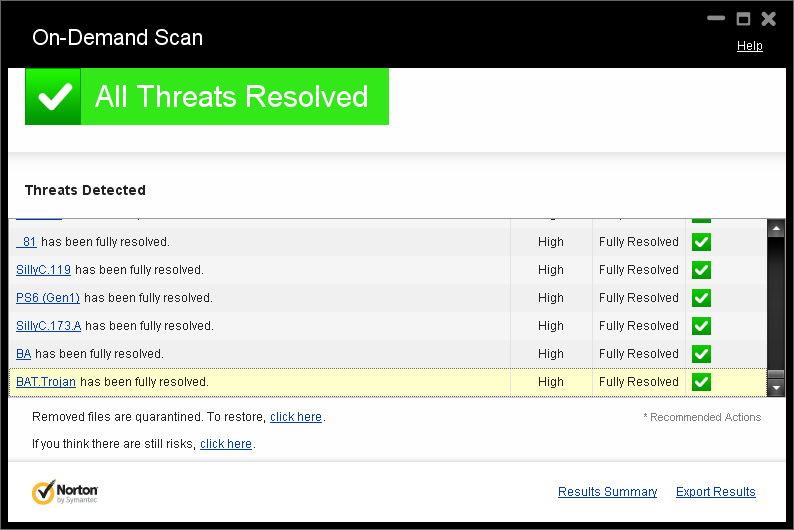 On-Demand Scan
Help
All Threats Resolved
Threats Detected
_81 has been fully resolved. High Fully Resolved
SillyC.119 has been fully resolved. High Fully Resolved
PS6 (Gen1) has been fully resolved. High Fully Resolved
SillyC.173.A has been fully resolved. High Fully Resolved
BA has been fully resolved. High Fully Resolved
BAT.Trojan has been fully resolved. High Fully Resolved
Removed files are quarantined. To restore, click here.
* Recommended Actions
If you think there are still risks, click here.
Norton
by Symantec
Results Summary Export Results